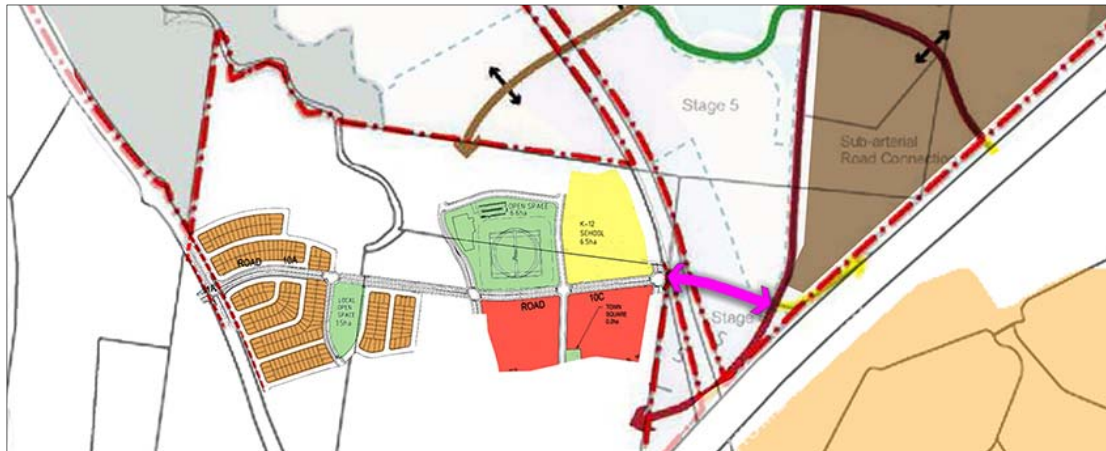 Stage 5
Sub-arterial
Road Connection
OPEN SPACE
6.6ha
K-12
SCHOOL
6.5ha
ROAD 10A
LOCAL
OPEN
SPACE
ROAD 10C
TOWN
SQUARE
Stage